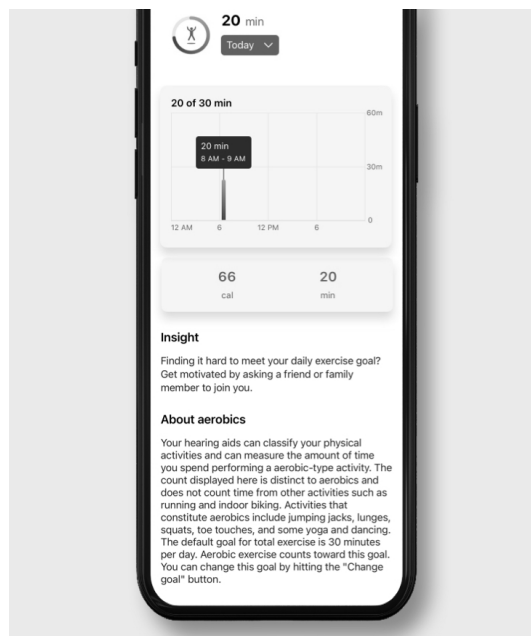 20 min
Today
20 of 30 min
60m
20 min
8 AM - 9 AM
30m
0
12 AM 6 12 PM 6
66 20
cal min
Insight
Finding it hard to meet your daily exercise goal?
Get motivated by asking a friend or family
member to join you.
About aerobics
Your hearing aids can classify your physical
activities and can measure the amount of time
you spend performing a aerobic-type activity. The
count displayed here is distinct to aerobics and
does not count time from other activities such as
running and indoor biking. Activities that
constitute aerobics include jumping jacks, lunges,
squats, toe touches, and some yoga and dancing.
The default goal for total exercise is 30 minutes
per day. Aerobic exercise counts toward this goal.
You can change this goal by hitting the "Change
goal" button.